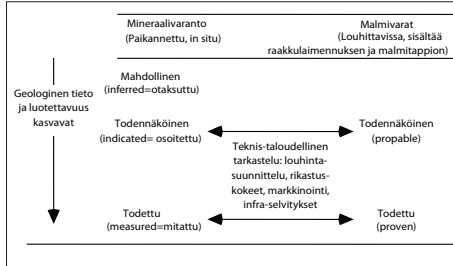 Mineraalivaranto
(Paikannettu, in situ)
Malmivarat
(Louhittavissa, sisältää
raakkulaimennuksen ja malmitappion
Geologinen tieto
ja luotettavuus
kasvavat
Mahdollinen
(inferred=otaksuttu)
Todennäköinen
(indicated= osoitettu)
Todennäköinen
(propable)
Teknis-taloudellinen
tarkastelu: louhinta-
suunnittelu, rikastus-
kokeet, markkinointi,
infra-selvitykset
Todettu
(measured=mitattu)
Todettu
(proven)